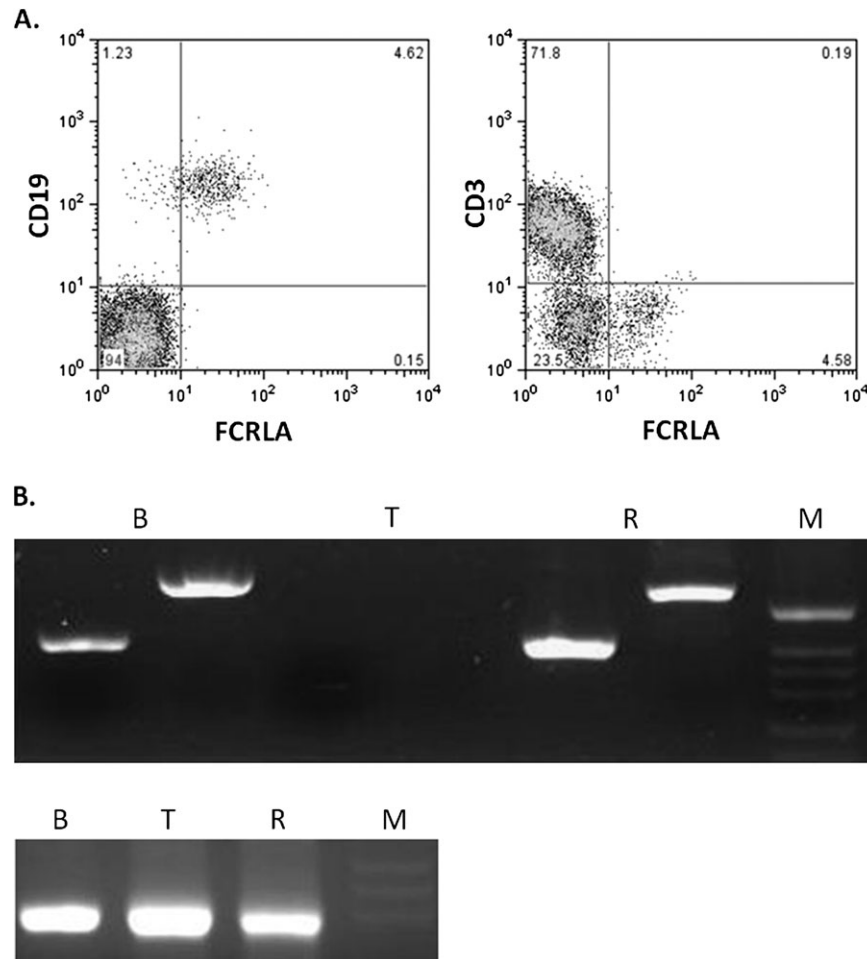 A.
10⁴ 1.23 4.62
10³
10²
10¹
10⁰ 94 0.15
10⁰ 10¹ 10² 10³ 10⁴
CD19
FCRLA
10⁴ 71.8 0.19
10³
10²
10¹
10⁰ 23.5 4.58
10⁰ 10¹ 10² 10³ 10⁴
CD3
FCRLA
B.
B T R M
B T R M